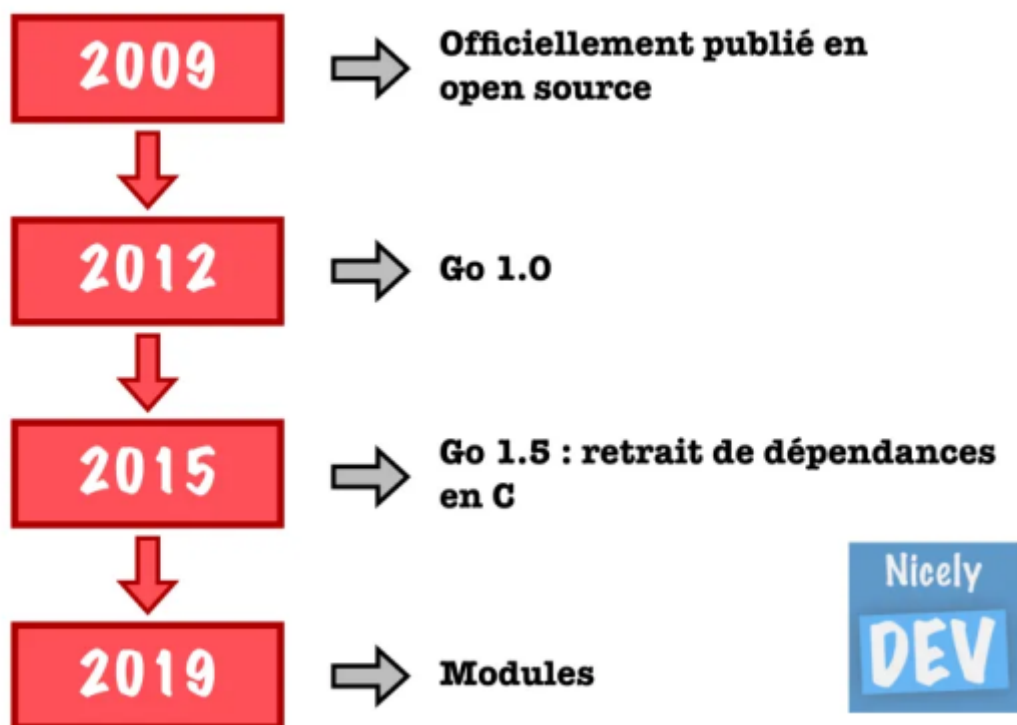 2009
Officiellement publié en
open source
2012
Go 1.0
2015
Go 1.5 : retrait de dépendances
en C
2019
Modules
Nicely
DEV